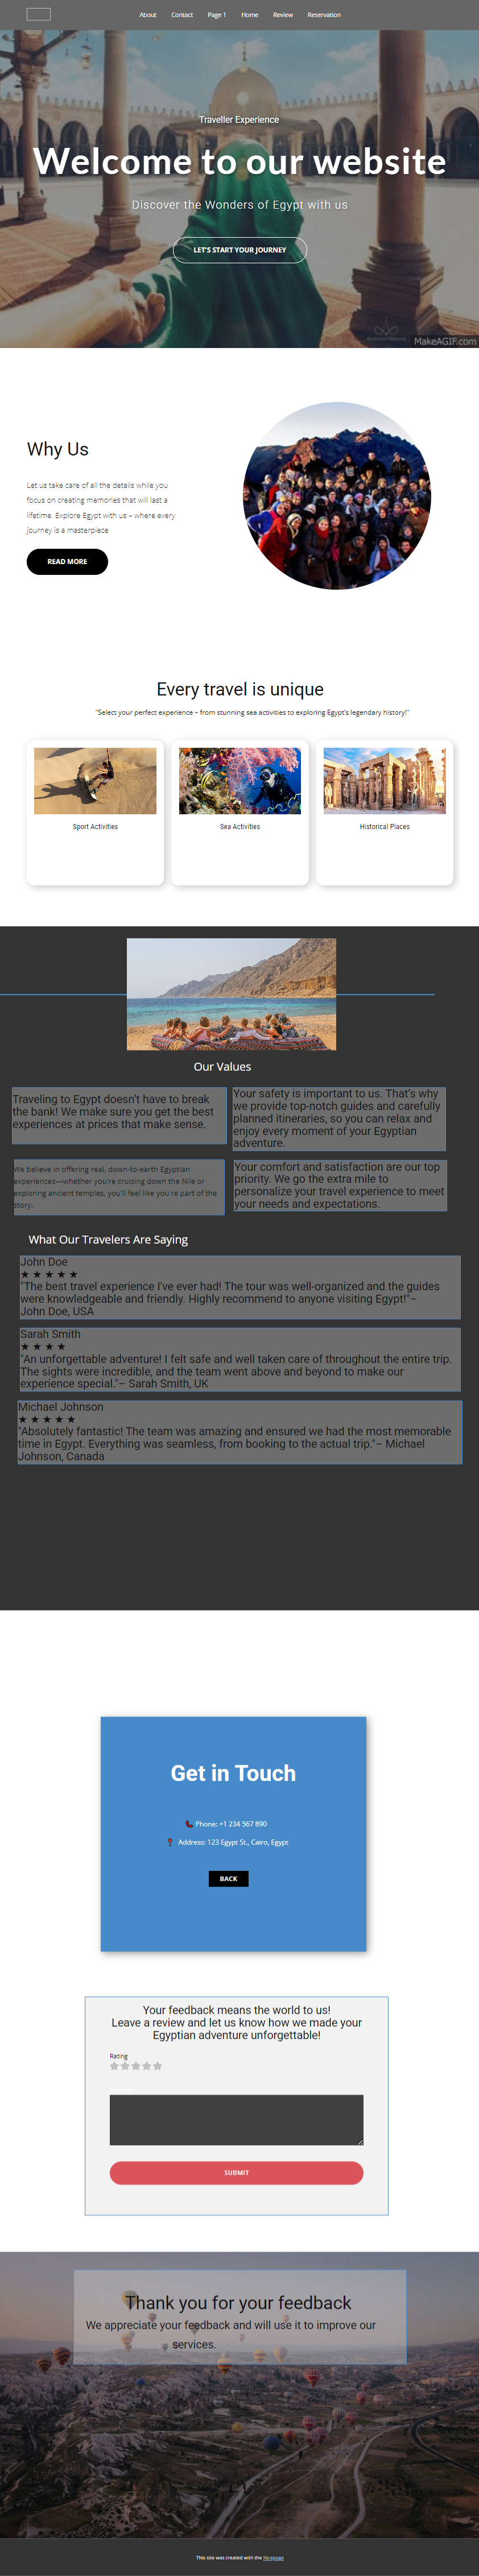 About Contact Page 1 Home Review Reservation
Traveller Experience
Welcome to our website
Discover the Wonders of Egypt with us
LET'S START YOUR JOURNEY
MakeAGIF.com
Why Us
Let us take care of all the details while you
focus on creating memories that will last a
lifetime. Explore Egypt with us – where every
journey is a masterpiece
READ MORE
Every travel is unique
"Select your perfect experience – from stunning sea activities to exploring Egypt's legendary history!"
Sport Activities
Sea Activities
Historical Places
Our Values
Traveling to Egypt doesn't have to break
the bank! We make sure you get the best
experiences at prices that make sense.
Your safety is important to us. That's why
we provide top-notch guides and carefully
planned itineraries, so you can relax and
enjoy every moment of your Egyptian
adventure.
We believe in offering real, down-to-earth Egyptian
experiences—whether you're cruising down the Nile or
exploring ancient temples, you'll feel like you're part of the
story.
Your comfort and satisfaction are our top
priority. We go the extra mile to
personalize your travel experience to meet
your needs and expectations.
What Our Travelers Are Saying
John Doe
★ ★ ★ ★ ★
"The best travel experience I've ever had! The tour was well-organized and the guides
were knowledgeable and friendly. Highly recommend to anyone visiting Egypt!"–
John Doe, USA
Sarah Smith
★ ★ ★ ★
"An unforgettable adventure! I felt safe and well taken care of throughout the entire trip.
The sights were incredible, and the team went above and beyond to make our
experience special."– Sarah Smith, UK
Michael Johnson
★ ★ ★ ★ ★
"Absolutely fantastic! The team was amazing and ensured we had the most memorable
time in Egypt. Everything was seamless, from booking to the actual trip."– Michael
Johnson, Canada
Get in Touch
Phone: +1 234 567 890
Address: 123 Egypt St., Cairo, Egypt
BACK
Your feedback means the world to us!
Leave a review and let us know how we made your
Egyptian adventure unforgettable!
Rating
SUBMIT
Thank you for your feedback
We appreciate your feedback and will use it to improve our
services.
This site was created with the Nicepage